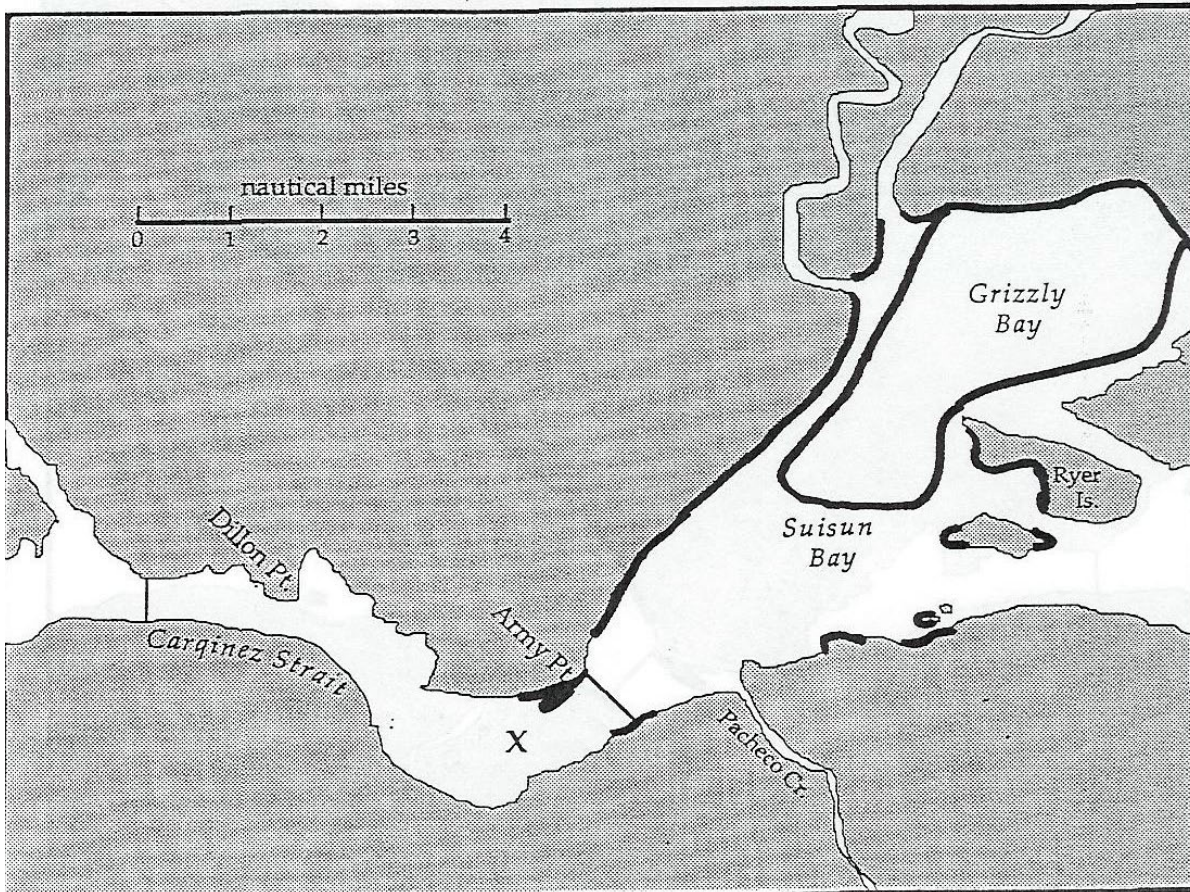 nautical miles
0 1 2 3 4
Grizzly
Bay
Ryer
Is.
Suisun
Bay
Dillon Pt.
Army Pt.
Carqinez Strait
X
Pacheco Cr.